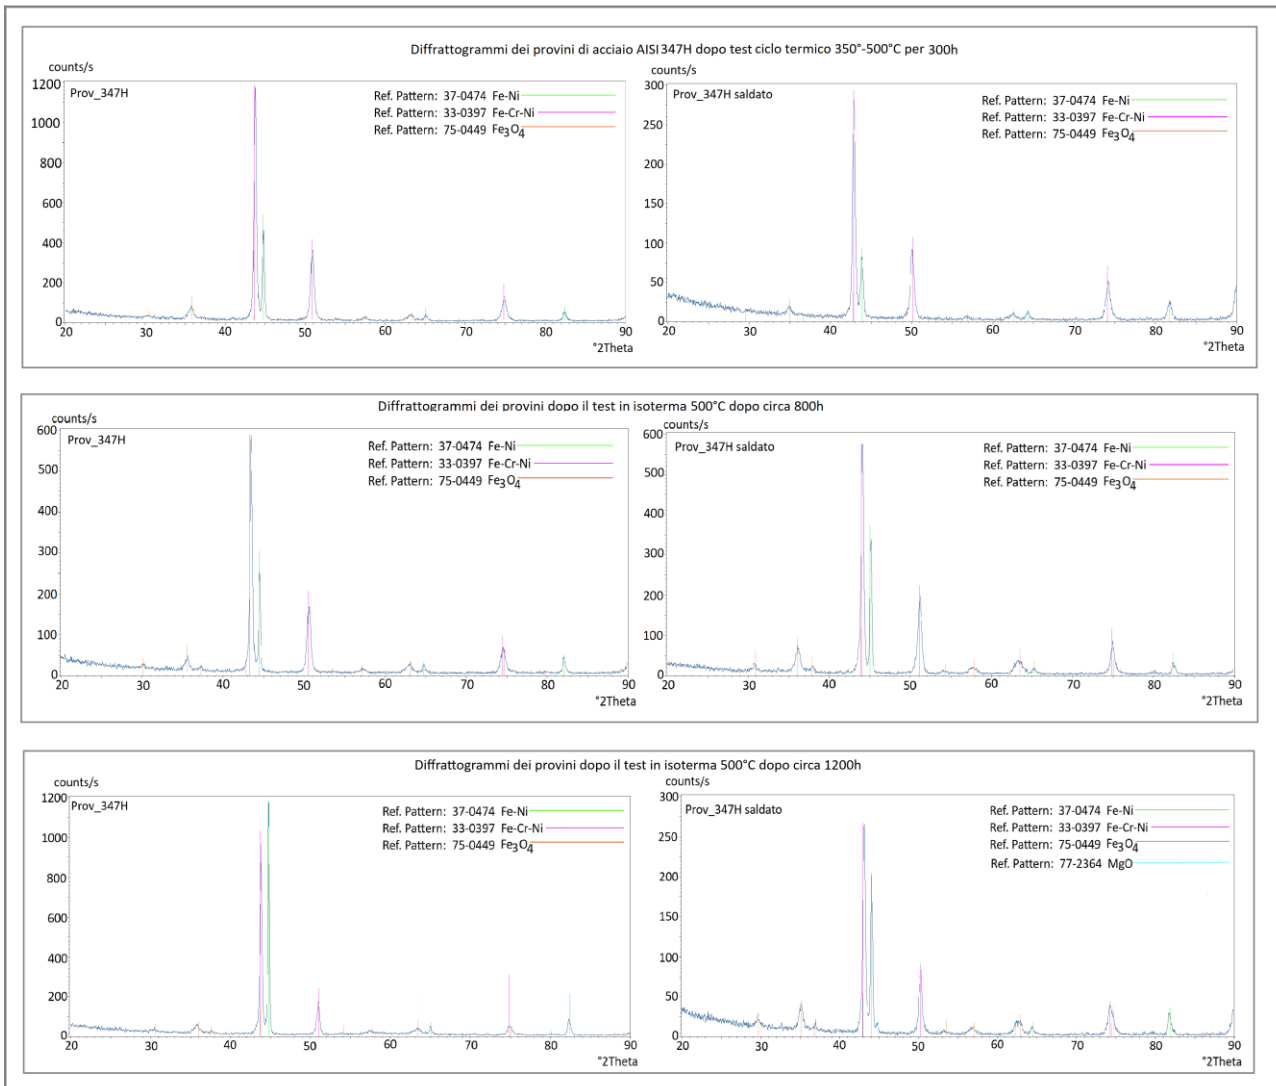 Diffrattogrammi dei provini di acciaio AISI 347H dopo test ciclo termico 350°-500°C per 300h
counts/s
Prov_347H
Ref. Pattern: 37-0474 Fe-Ni
Ref. Pattern: 33-0397 Fe-Cr-Ni
Ref. Pattern: 75-0449 Fe3O4
1200
1000
800
600
400
200
0
20 30 40 50 60 70 80 90
°2Theta
counts/s
Prov_347H saldato
Ref. Pattern: 37-0474 Fe-Ni
Ref. Pattern: 33-0397 Fe-Cr-Ni
Ref. Pattern: 75-0449 Fe3O4
300
250
200
150
100
50
0
20 30 40 50 60 70 80 90
°2Theta
Diffrattogrammi dei provini dopo il test in isoterma 500°C dopo circa 800h
counts/s
Prov_347H
Ref. Pattern: 37-0474 Fe-Ni
Ref. Pattern: 33-0397 Fe-Cr-Ni
Ref. Pattern: 75-0449 Fe3O4
600
500
400
300
200
100
0
20 30 40 50 60 70 80 90
°2Theta
counts/s
Prov_347H saldato
Ref. Pattern: 37-0474 Fe-Ni
Ref. Pattern: 33-0397 Fe-Cr-Ni
Ref. Pattern: 75-0449 Fe3O4
600
500
400
300
200
100
0
20 30 40 50 60 70 80 90
°2Theta
Diffrattogrammi dei provini dopo il test in isoterma 500°C dopo circa 1200h
counts/s
Prov_347H
Ref. Pattern: 37-0474 Fe-Ni
Ref. Pattern: 33-0397 Fe-Cr-Ni
Ref. Pattern: 75-0449 Fe3O4
1200
1000
800
600
400
200
0
20 30 40 50 60 70 80 90
°2Theta
counts/s
Prov_347H saldato
Ref. Pattern: 37-0474 Fe-Ni
Ref. Pattern: 33-0397 Fe-Cr-Ni
Ref. Pattern: 75-0449 Fe3O4
Ref. Pattern: 77-2364 MgO
300
250
200
150
100
50
0
20 30 40 50 60 70 80 90
°2Theta